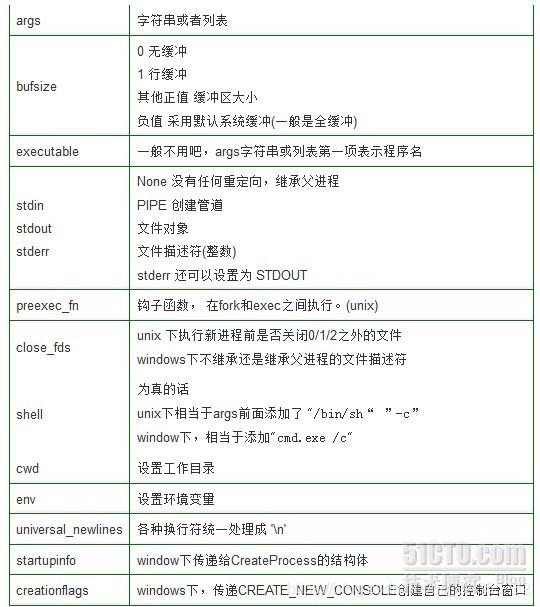 args 字符串或者列表
bufsize
0 无缓冲
1 行缓冲
其他正值 缓冲区大小
负值 采用默认系统缓冲(一般是全缓冲)
executable 一般不用吧，args字符串或列表第一项表示程序名
stdin
stdout
stderr
None 没有任何重定向，继承父进程
PIPE 创建管道
文件对象
文件描述符(整数)
stderr 还可以设置为 STDOUT
preexec_fn 钩子函数， 在fork和exec之间执行。(unix)
close_fds
unix 下执行新进程前是否关闭0/1/2之外的文件
windows下不继承还是继承父进程的文件描述符
shell
为真的话
unix下相当于args前面添加了 "/bin/sh“ ”-c”
window下，相当于添加"cmd.exe /c"
cwd 设置工作目录
env 设置环境变量
universal_newlines 各种换行符统一处理成 '\n'
startupinfo window下传递给CreateProcess的结构体
creationflags windows下，传递CREATE_NEW_CONSOLE创建自己的控制台窗口
51CTO.com
技术博客 Blog